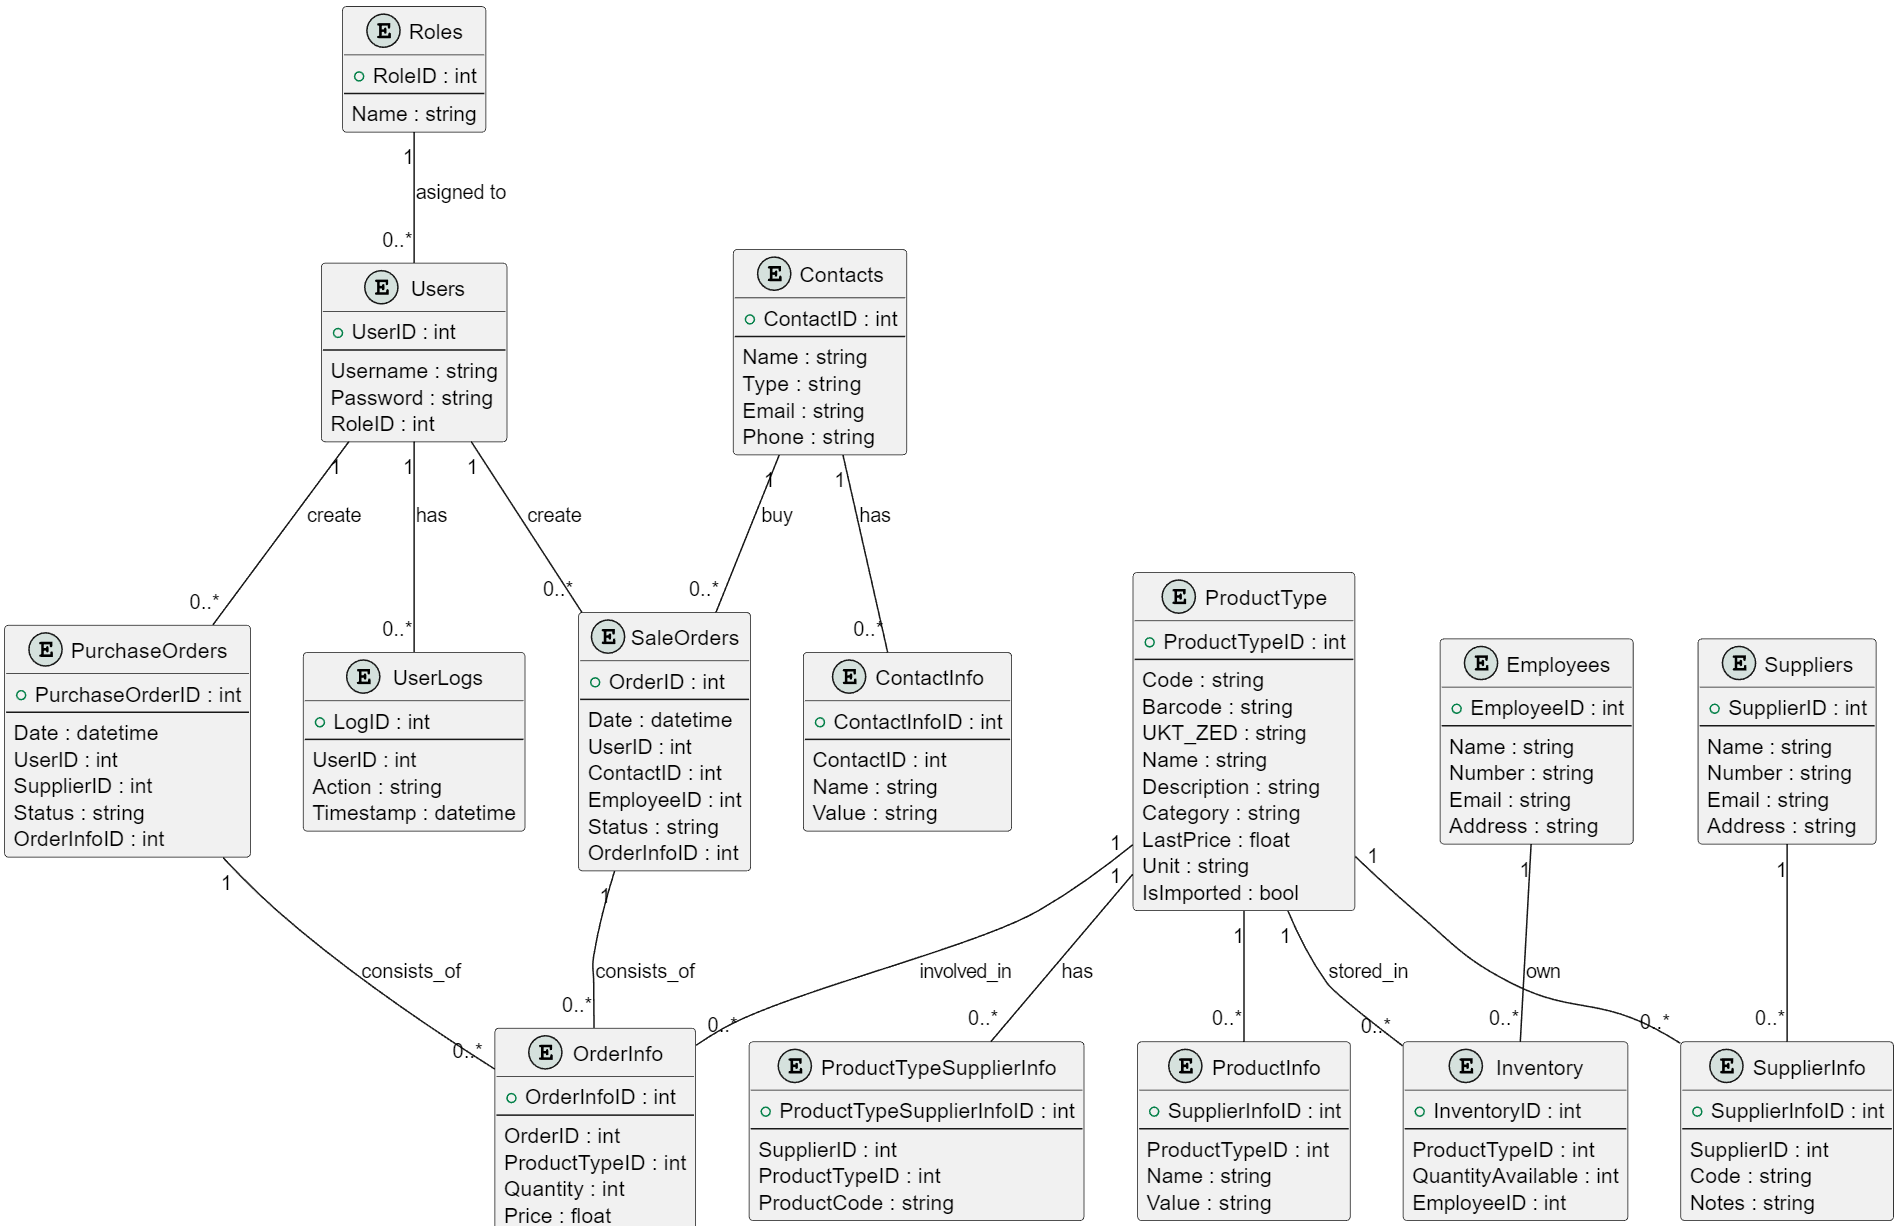 E Roles
RoleID : int
Name : string
1
asigned to
0..*
E Users
UserID : int
Username : string
Password : string
RoleID : int
E Contacts
ContactID : int
Name : string
Type : string
Email : string
Phone : string
1
create
0..*
1
has
0..*
1
create
0..*
1
buy
0..*
1
has
0..*
E PurchaseOrders
PurchaseOrderID : int
Date : datetime
UserID : int
SupplierID : int
Status : string
OrderInfoID : int
E UserLogs
LogID : int
UserID : int
Action : string
Timestamp : datetime
E SaleOrders
OrderID : int
Date : datetime
UserID : int
ContactID : int
EmployeeID : int
Status : string
OrderInfoID : int
E ContactInfo
ContactInfoID : int
ContactID : int
Name : string
Value : string
E ProductType
ProductTypeID : int
Code : string
Barcode : string
UKT_ZED : string
Name : string
Description : string
Category : string
LastPrice : float
Unit : string
IsImported : bool
E Employees
EmployeeID : int
Name : string
Number : string
Email : string
Address : string
E Suppliers
SupplierID : int
Name : string
Number : string
Email : string
Address : string
1
consists_of
0..*
1
consists_of
0..*
1
involved_in
0..*
1
has
0..*
1
0..*
1
stored_in
0..*
1
own
0..*
1
0..*
1
0..*
E OrderInfo
OrderInfoID : int
OrderID : int
ProductTypeID : int
Quantity : int
Price : float
E ProductTypeSupplierInfo
ProductTypeSupplierInfoID : int
SupplierID : int
ProductTypeID : int
ProductCode : string
E ProductInfo
SupplierInfoID : int
ProductTypeID : int
Name : string
Value : string
E Inventory
InventoryID : int
ProductTypeID : int
QuantityAvailable : int
EmployeeID : int
E SupplierInfo
SupplierInfoID : int
SupplierID : int
Code : string
Notes : string